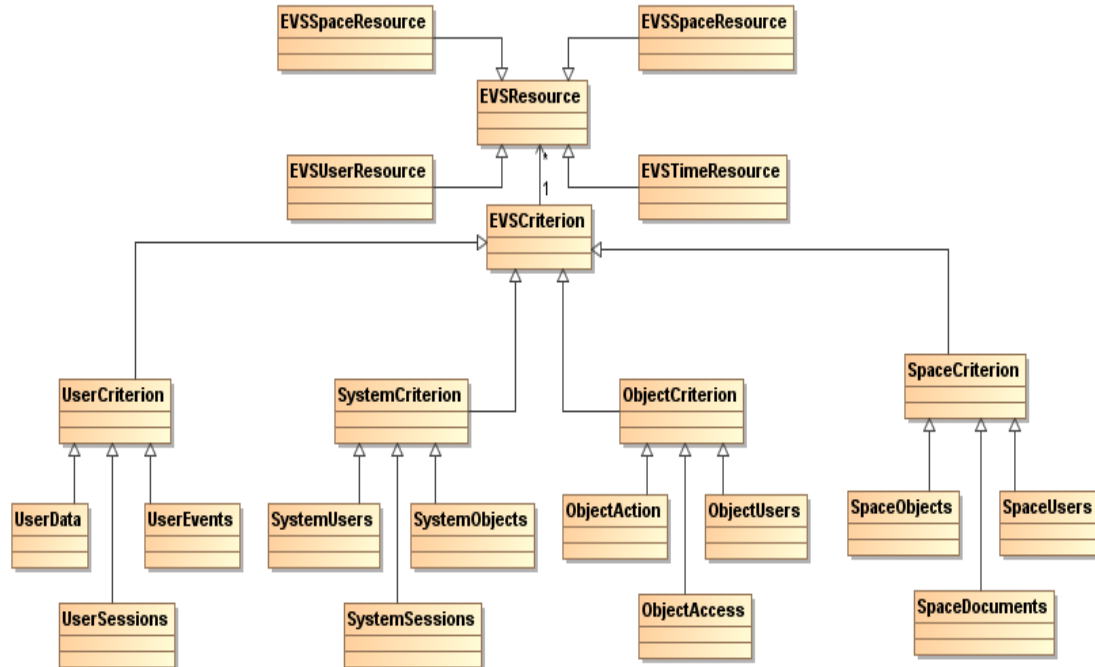 EVSSpaceResource
EVSSpaceResource
EVSResource
EVSUserResource
EVSTimeResource
*
1
EVSCriterion
UserCriterion
SystemCriterion
ObjectCriterion
SpaceCriterion
UserData
UserEvents
SystemUsers
SystemObjects
ObjectAction
ObjectUsers
SpaceObjects
SpaceUsers
UserSessions
SystemSessions
ObjectAccess
SpaceDocuments